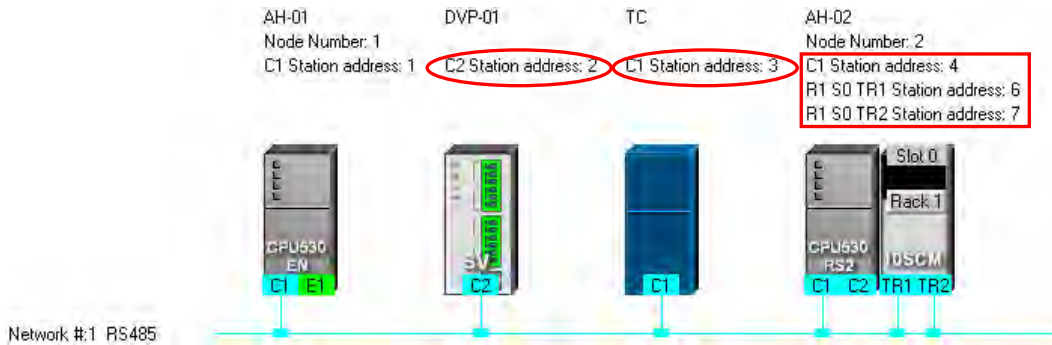 AH-01
Node Number: 1
C1 Station address: 1
DVP-01
C2 Station address: 2
TC
C1 Station address: 3
AH-02
Node Number: 2
C1 Station address: 4
R1 S0 TR1 Station address: 6
R1 S0 TR2 Station address: 7
CPU530
EN
C1 E1
SV
C2
C1
CPU530
RS2
C1 C2
Slot 0
Rack 1
10SCM
TR1 TR2
Network #:1 RS485